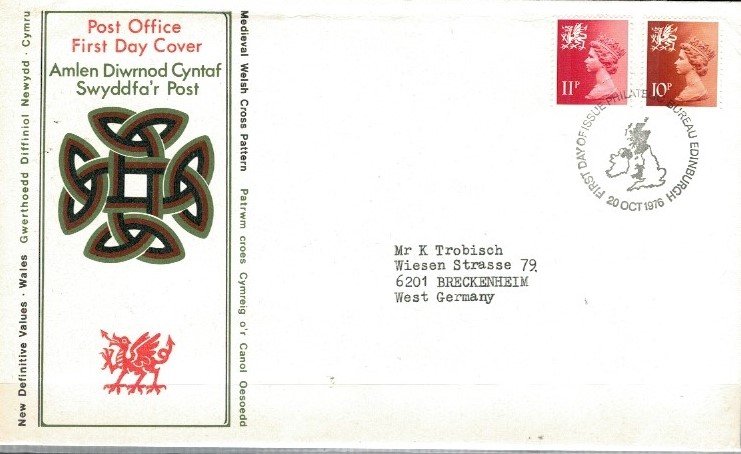 New Definitive Values · Wales Gwerthoedd Diffiniol Newydd · Cymru
Post Office
First Day Cover
Amlen Diwrnod Cyntaf
Swyddfa'r Post
Medieval Welsh Cross Pattern Patrwm croes Cymreig o'r Canol Oesoedd
11P
10P
FIRST DAY OF ISSUE PHILATELIC BUREAU EDINBURGH
20 OCT 1976
Mr K Trobisch
Wiesen Strasse 79.
6201 BRECKENHEIM
West Germany